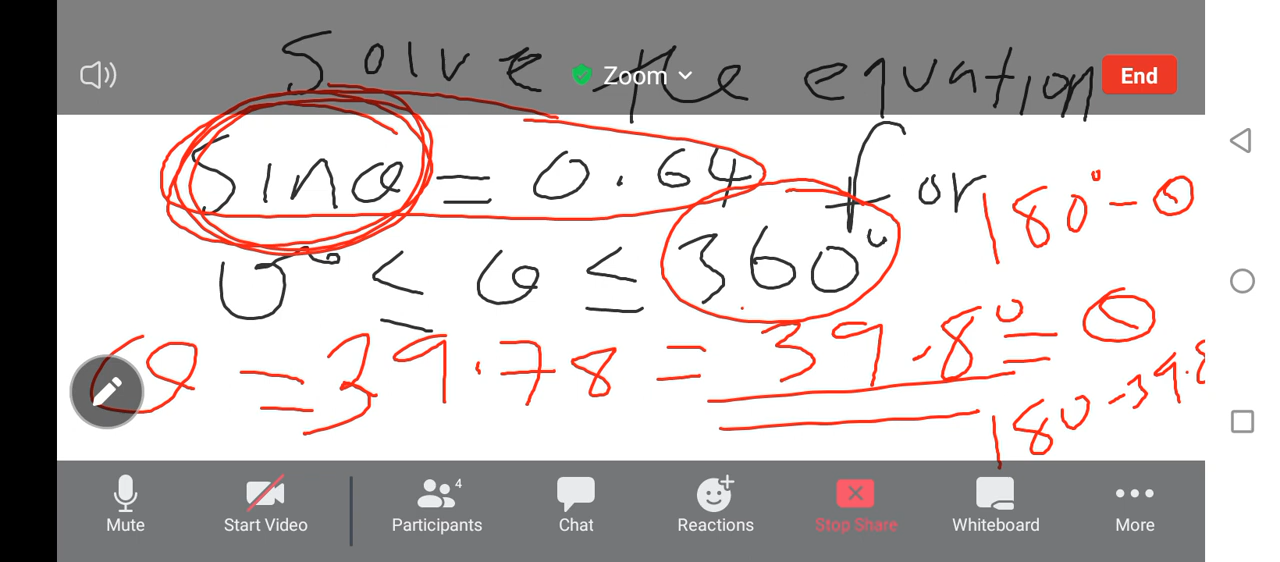 Solve the equation
Zoom
End
Sinθ = 0.64 for
180° - θ
0° ≤ θ ≤ 360°
θ = 39.78 = 39.8° = θ
180 - 39.8
Mute
Start Video
4
Participants
Chat
Reactions
Stop Share
Whiteboard
More